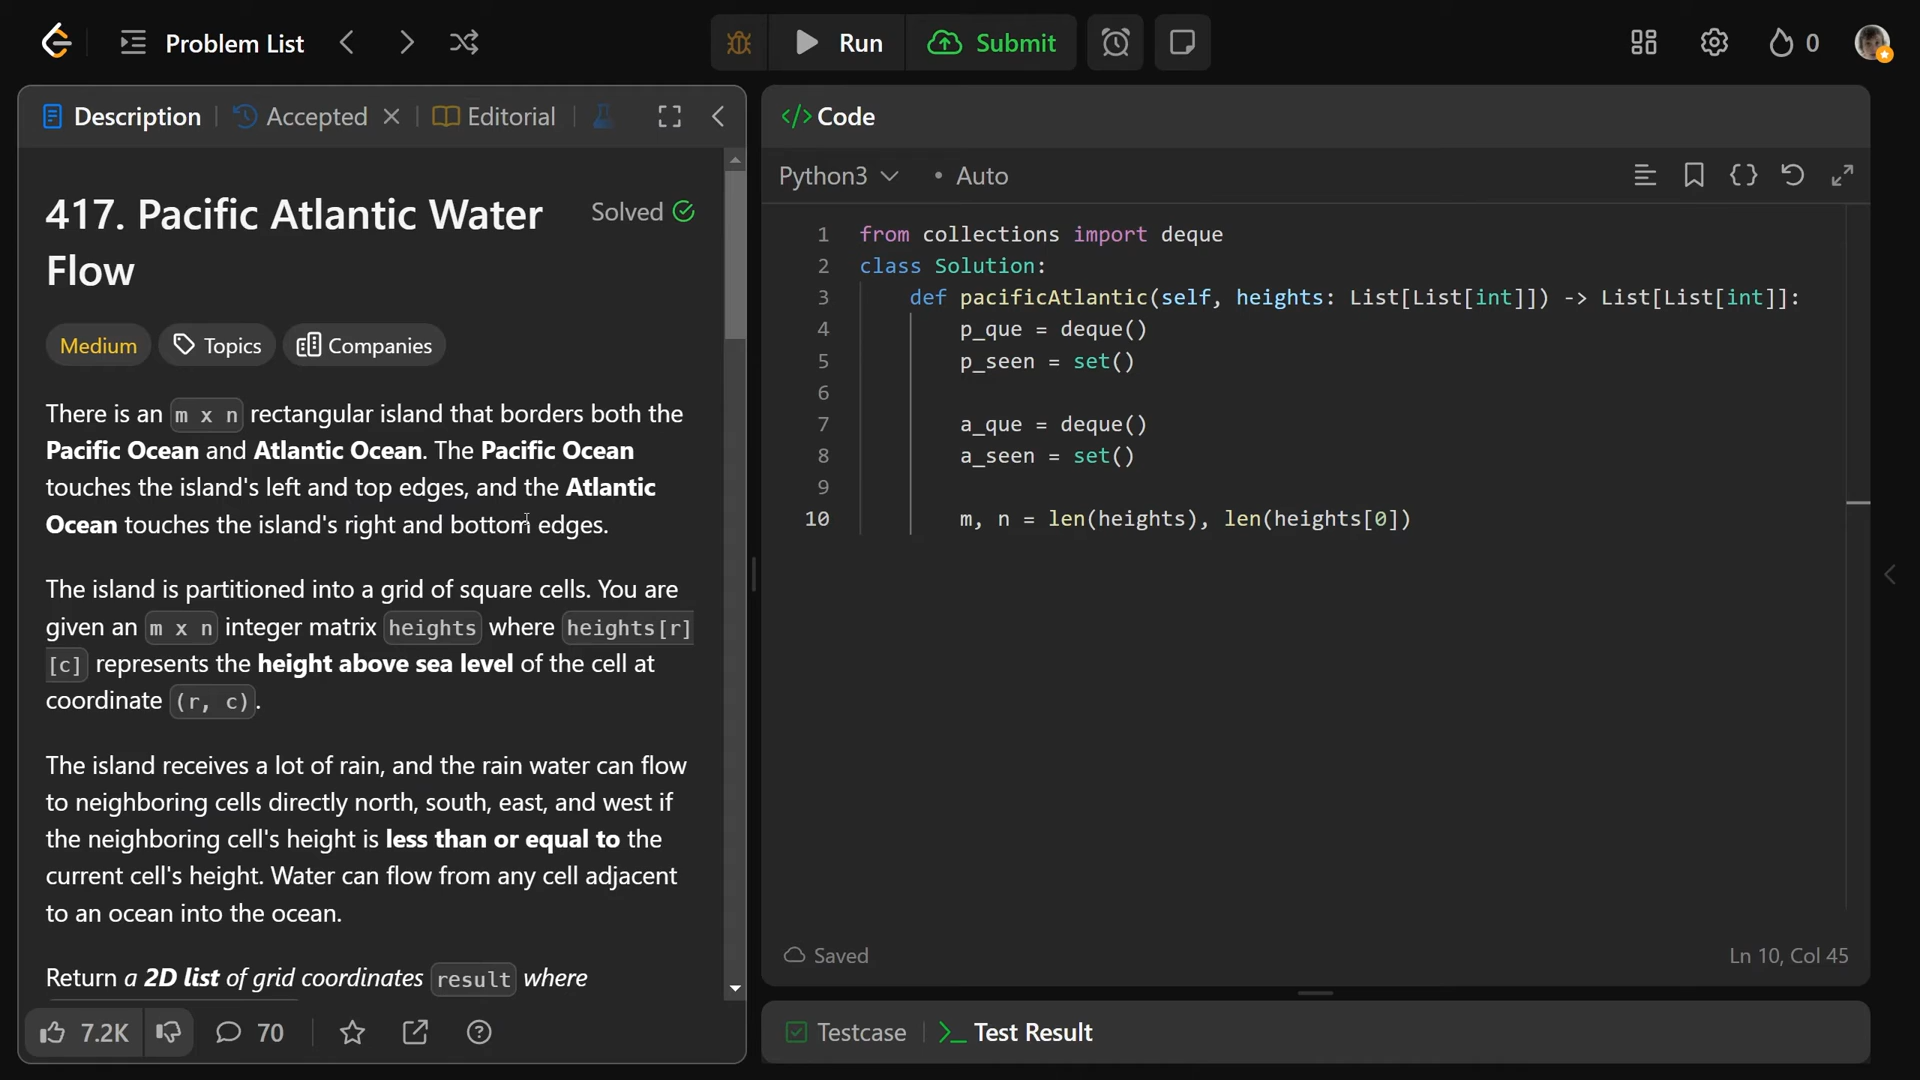 Problem List
Run
Submit
0
Description
Accepted
Editorial
417. Pacific Atlantic Water
Flow
Solved
Medium
Topics
Companies
There is an m x n rectangular island that borders both the
Pacific Ocean and Atlantic Ocean. The Pacific Ocean
touches the island's left and top edges, and the Atlantic
Ocean touches the island's right and bottom edges.
The island is partitioned into a grid of square cells. You are
given an m x n integer matrix heights where heights[r]
[c] represents the height above sea level of the cell at
coordinate (r, c).
The island receives a lot of rain, and the rain water can flow
to neighboring cells directly north, south, east, and west if
the neighboring cell's height is less than or equal to the
current cell's height. Water can flow from any cell adjacent
to an ocean into the ocean.
Return a 2D list of grid coordinates result where
7.2K
70
</> Code
Python3
• Auto
1 from collections import deque
2 class Solution:
3 def pacificAtlantic(self, heights: List[List[int]]) -> List[List[int]]:
4 p_que = deque()
5 p_seen = set()
6
7 a_que = deque()
8 a_seen = set()
9
10 m, n = len(heights), len(heights[0])
Saved
Ln 10, Col 45
Testcase
>_ Test Result